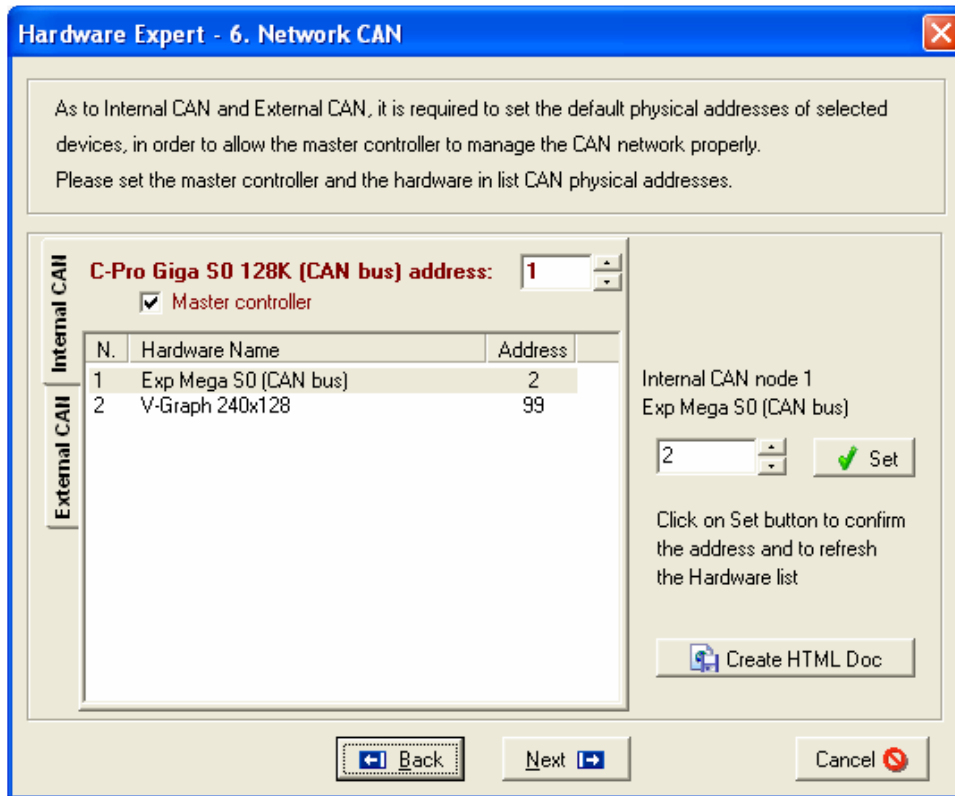 Hardware Expert - 6. Network CAN
As to Internal CAN and External CAN, it is required to set the default physical addresses of selected
devices, in order to allow the master controller to manage the CAN network properly.
Please set the master controller and the hardware in list CAN physical addresses.
Internal CAN
External CAN
C-Pro Giga S0 128K (CAN bus) address: 1
Master controller
N. Hardware Name Address
1 Exp Mega S0 (CAN bus) 2
2 V-Graph 240x128 99
Internal CAN node 1
Exp Mega S0 (CAN bus)
2 Set
Click on Set button to confirm
the address and to refresh
the Hardware list
Create HTML Doc
Back Next Cancel